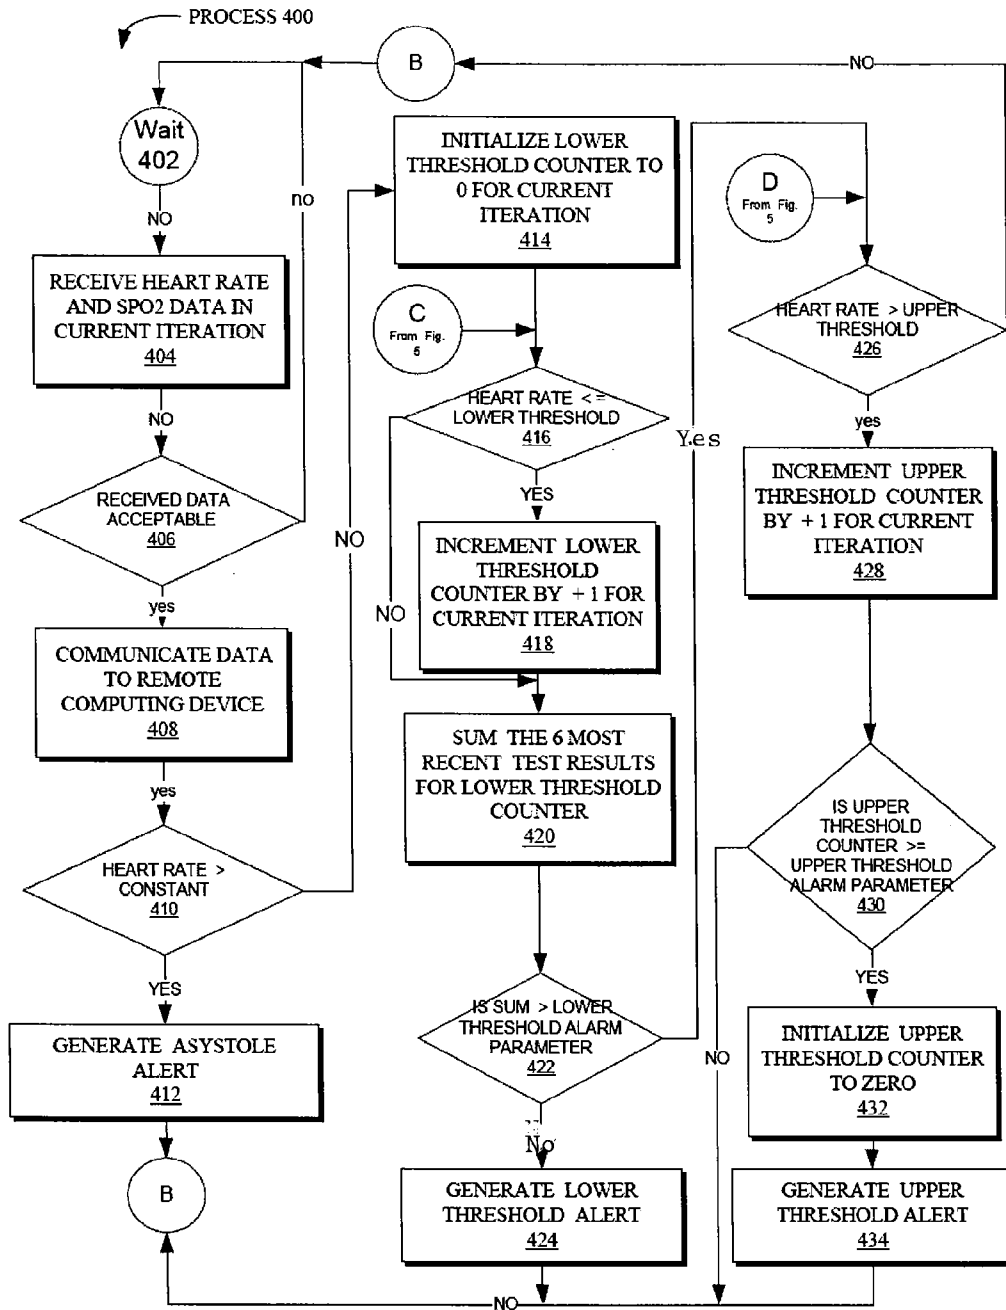 PROCESS 400
B
NO
Wait
402
NO
RECEIVE HEART RATE
AND SPO2 DATA IN
CURRENT ITERATION
404
NO
RECEIVED DATA
ACCEPTABLE
406
no
yes
COMMUNICATE DATA
TO REMOTE
COMPUTING DEVICE
408
yes
HEART RATE >
CONSTANT
410
NO
YES
GENERATE ASYSTOLE
ALERT
412
B
INITIALIZE LOWER
THRESHOLD COUNTER TO
0 FOR CURRENT
ITERATION
414
C
From Fig.
5
HEART RATE <=
LOWER THRESHOLD
416
YES
INCREMENT LOWER
THRESHOLD
COUNTER BY + 1 FOR
CURRENT ITERATION
418
NO
SUM THE 6 MOST
RECENT TEST RESULTS
FOR LOWER THRESHOLD
COUNTER
420
IS SUM > LOWER
THRESHOLD ALARM
PARAMETER
422
Yes
No
GENERATE LOWER
THRESHOLD ALERT
424
D
From Fig.
5
HEART RATE > UPPER
THRESHOLD
426
yes
INCREMENT UPPER
THRESHOLD COUNTER
BY + 1 FOR CURRENT
ITERATION
428
IS UPPER
THRESHOLD
COUNTER >=
UPPER THRESHOLD
ALARM PARAMETER
430
NO
YES
INITIALIZE UPPER
THRESHOLD COUNTER
TO ZERO
432
GENERATE UPPER
THRESHOLD ALERT
434
NO